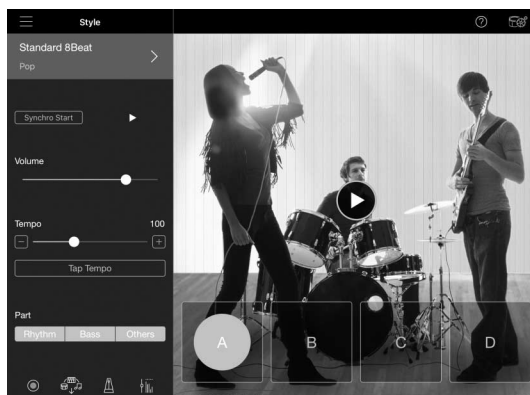 Style
Standard 8Beat
Pop
Synchro Start
Volume
Tempo 100
Tap Tempo
Part
Rhythm Bass Others
A B C D